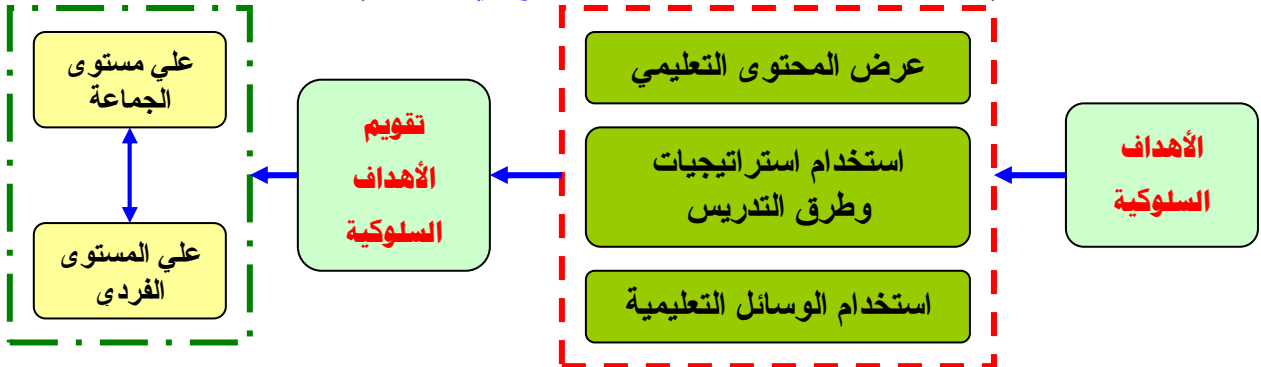 الأهداف
السلوكية
عرض المحتوى التعليمي
استخدام استراتيجيات
وطرق التدريس
استخدام الوسائل التعليمية
تقويم
الأهداف
السلوكية
علي مستوى
الجماعة
علي المستوى
الفردي